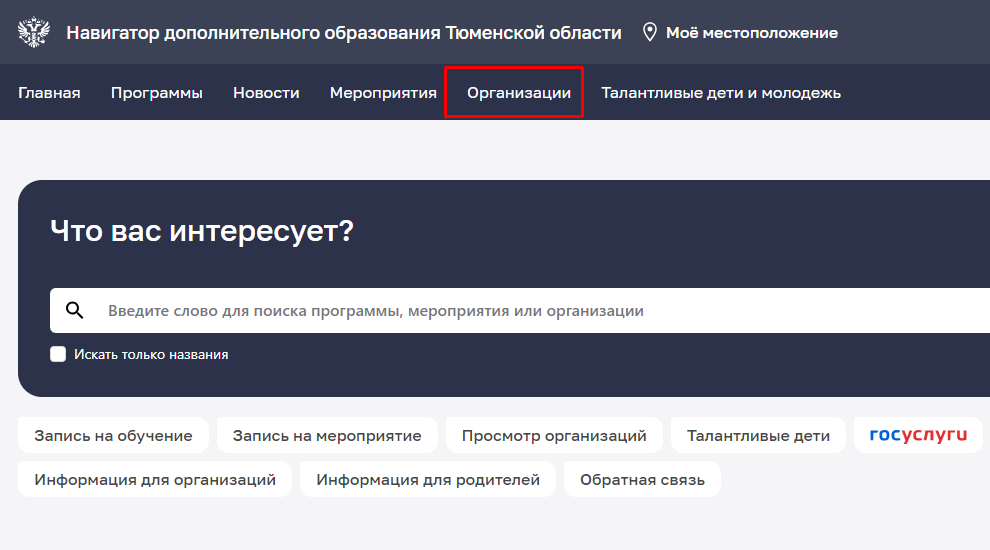 Навигатор дополнительного образования Тюменской области Моё местоположение
Главная Программы Новости Мероприятия Организации Талантливые дети и молодежь
Что вас интересует?
Введите слово для поиска программы, мероприятия или организации
Искать только названия
Запись на обучение Запись на мероприятие Просмотр организаций Талантливые дети госуслуги
Информация для организаций Информация для родителей Обратная связь